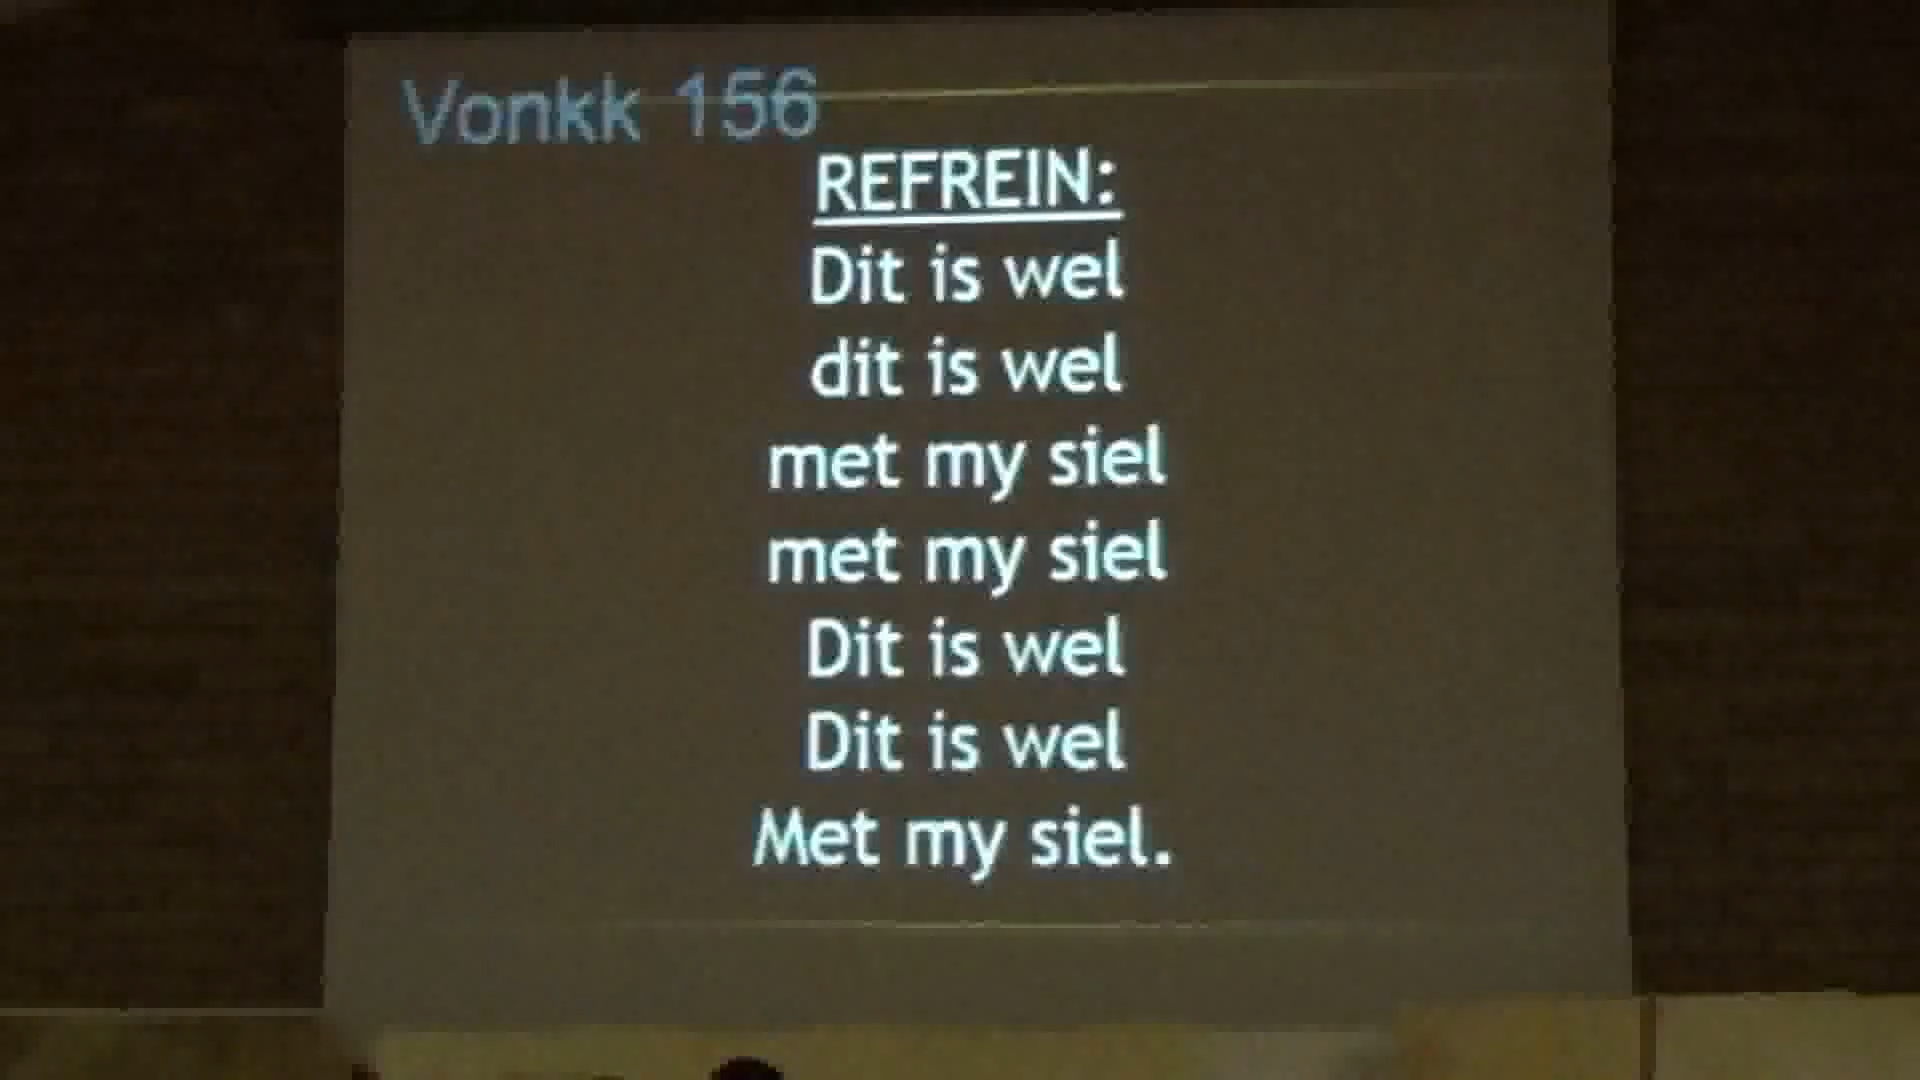 Vonkk 156
REFREIN:
Dit is wel
dit is wel
met my siel
met my siel
Dit is wel
Dit is wel
Met my siel.